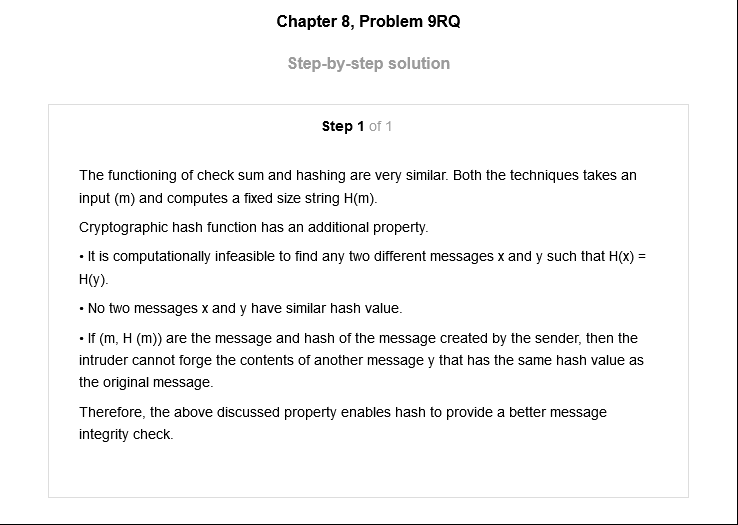 Chapter 8, Problem 9RQ
Step-by-step solution
Step 1 of 1
The functioning of check sum and hashing are very similar. Both the techniques takes an
input (m) and computes a fixed size string H(m).
Cryptographic hash function has an additional property.
• It is computationally infeasible to find any two different messages x and y such that H(x) =
H(y).
• No two messages x and y have similar hash value.
• If (m, H (m)) are the message and hash of the message created by the sender, then the
intruder cannot forge the contents of another message y that has the same hash value as
the original message.
Therefore, the above discussed property enables hash to provide a better message
integrity check.